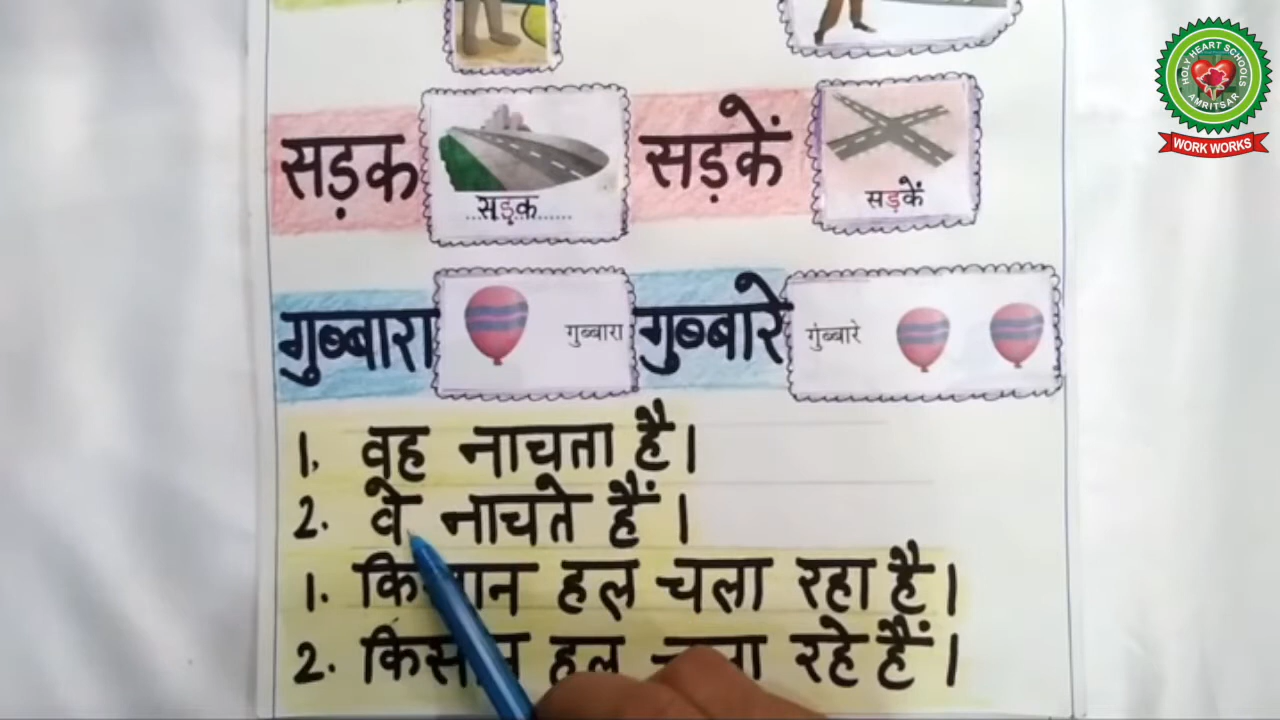 HOLY HEART SCHOOLS
AMRITSAR
WORK WORKS
सड़क सड़कें
सड़क सड़कें
गुब्बारा गुब्बारा गुब्बारे गुंब्बारे
1. वह नाचता है।
2. वे नाचते हैं।
1. किसान हल चला रहा है।
2. किसान हल चला रहे हैं।